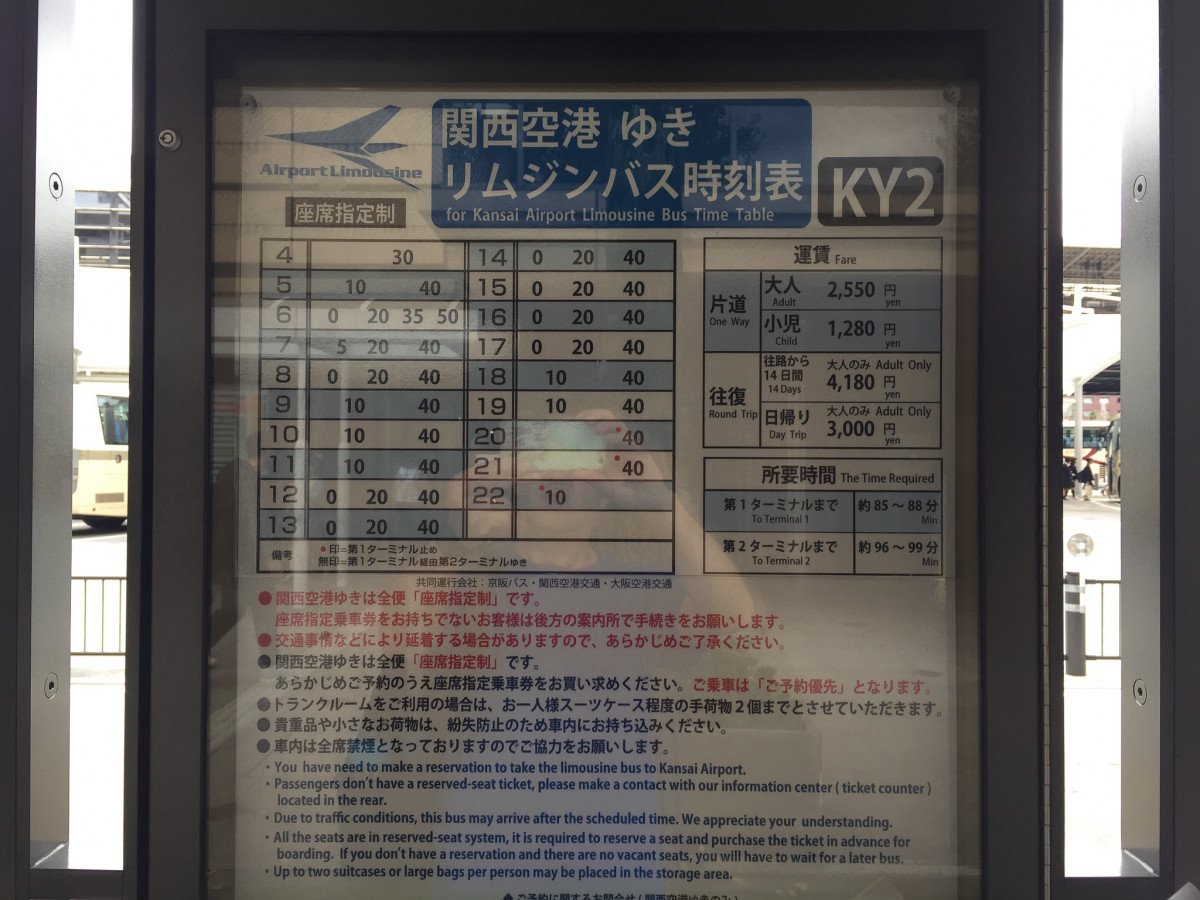 Airport Limousine
座席指定制
関西空港 ゆき
リムジンバス時刻表
for Kansai Airport Limousine Bus Time Table
KY2
4 30
5 10 40
6 0 20 35 50
7 5 20 40
8 0 20 40
9 10 40
10 10 40
11 10 40
12 0 20 40
13 0 20 40
14 0 20 40
15 0 20 40
16 0 20 40
17 0 20 40
18 10 40
19 10 40
20 •40
21 •40
22 •10
備考
•印=第1ターミナル止め
無印=第1ターミナル経由第2ターミナルゆき
運賃 Fare
片道 One Way
大人 Adult 2,550 円 yen
小児 Child 1,280 円 yen
往復 Round Trip
往路から14日間 14 Days 大人のみ Adult Only 4,180 円 yen
日帰り Day Trip 大人のみ Adult Only 3,000 円 yen
所要時間 The Time Required
第1ターミナルまで To Terminal 1 約85～88分 Min
第2ターミナルまで To Terminal 2 約96～99分 Min
共同運行会社：京阪バス・関西空港交通・大阪空港交通
●関西空港ゆきは全便「座席指定制」です。
座席指定乗車券をお持ちでないお客様は後方の案内所で手続きをお願いします。
●交通事情などにより延着する場合がありますので、あらかじめご了承ください。
●関西空港ゆきは全便「座席指定制」です。
あらかじめご予約のうえ座席指定乗車券をお買い求めください。ご乗車は「ご予約優先」となります。
●トランクルームをご利用の場合は、お一人様スーツケース程度の手荷物2個までとさせていただきます。
●貴重品や小さなお荷物は、紛失防止のため車内にお持ち込みください。
●車内は全席禁煙となっておりますのでご協力をお願いします。
・You have need to make a reservation to take the limousine bus to Kansai Airport.
・Passengers don't have a reserved-seat ticket, please make a contact with our information center ( ticket counter )
located in the rear.
・Due to traffic conditions, this bus may arrive after the scheduled time. We appreciate your understanding.
・All the seats are in reserved-seat system, it is required to reserve a seat and purchase the ticket in advance for
boarding. If you don't have a reservation and there are no vacant seats, you will have to wait for a later bus.
・Up to two suitcases or large bags per person may be placed in the storage area.
◆ご予約に関するお問合せ(関西空港ゆきのみ)